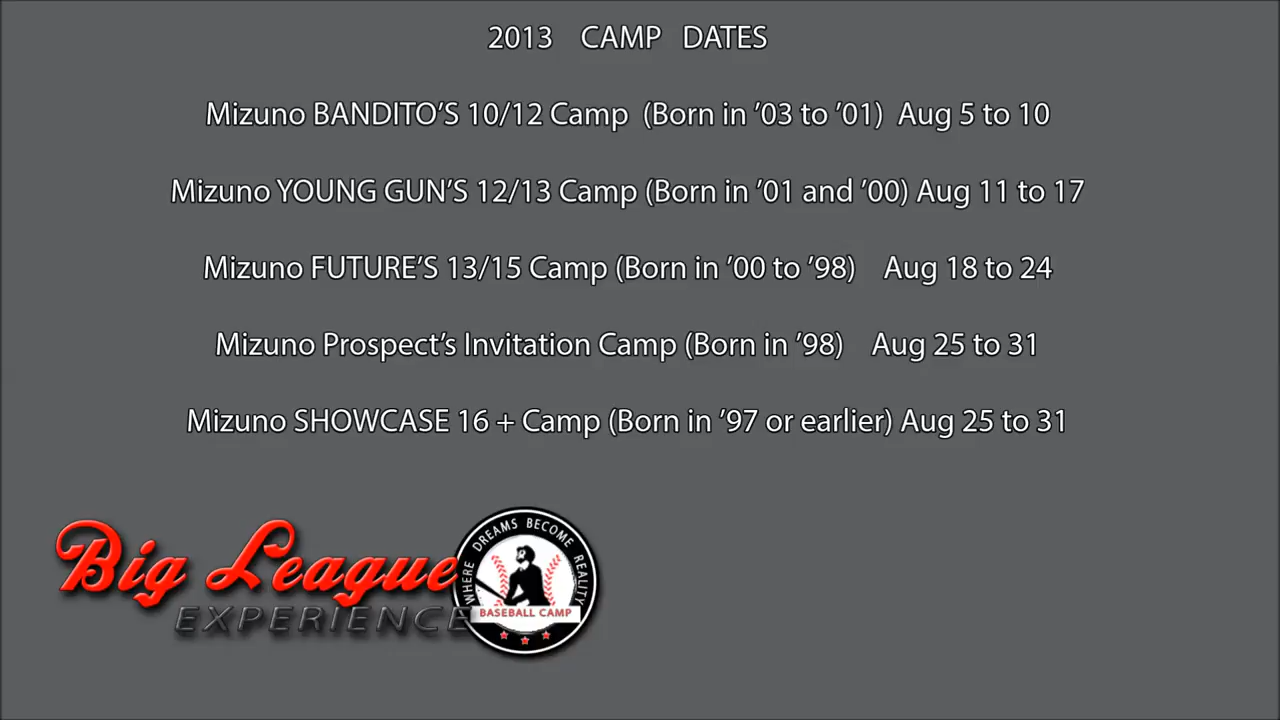 2013 CAMP DATES
Mizuno BANDITO’S 10/12 Camp (Born in ’03 to ’01) Aug 5 to 10
Mizuno YOUNG GUN’S 12/13 Camp (Born in ’01 and ’00) Aug 11 to 17
Mizuno FUTURE’S 13/15 Camp (Born in ’00 to ’98) Aug 18 to 24
Mizuno Prospect’s Invitation Camp (Born in ’98) Aug 25 to 31
Mizuno SHOWCASE 16 + Camp (Born in ’97 or earlier) Aug 25 to 31
Big League
EXPERIENCE
WHERE DREAMS BECOME REALITY
BASEBALL CAMP